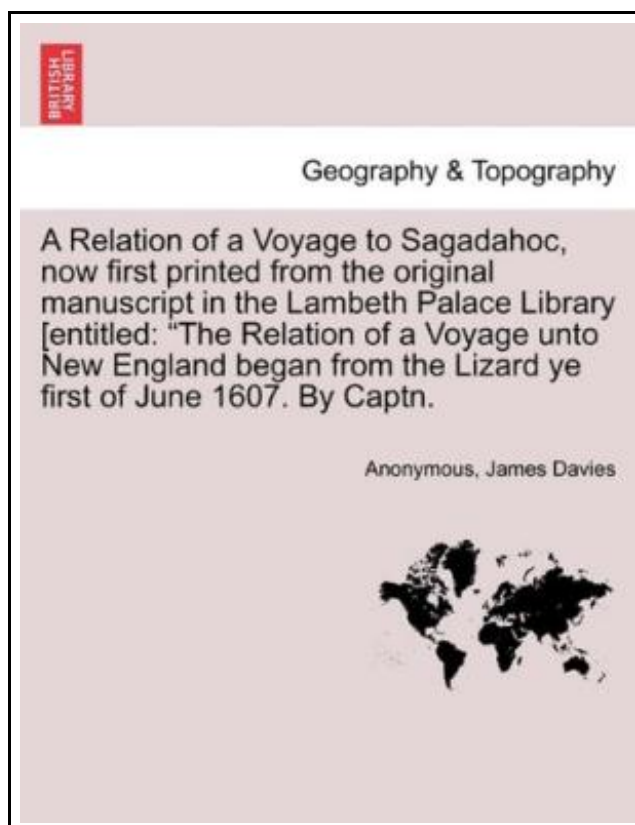 BRITISH
LIBRARY
Geography & Topography
A Relation of a Voyage to Sagadahoc,
now first printed from the original
manuscript in the Lambeth Palace Library
[entitled: “The Relation of a Voyage unto
New England began from the Lizard ye
first of June 1607. By Captn.
Anonymous, James Davies